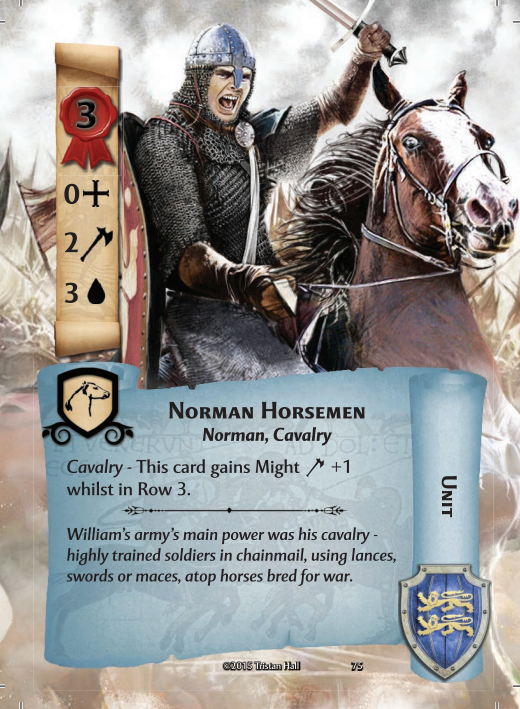 3
0
2
3
Norman Horsemen
Norman, Cavalry
Cavalry - This card gains Might +1
whilst in Row 3.
William's army's main power was his cavalry -
highly trained soldiers in chainmail, using lances,
swords or maces, atop horses bred for war.
Unit
©2015 Tristan Hall
75